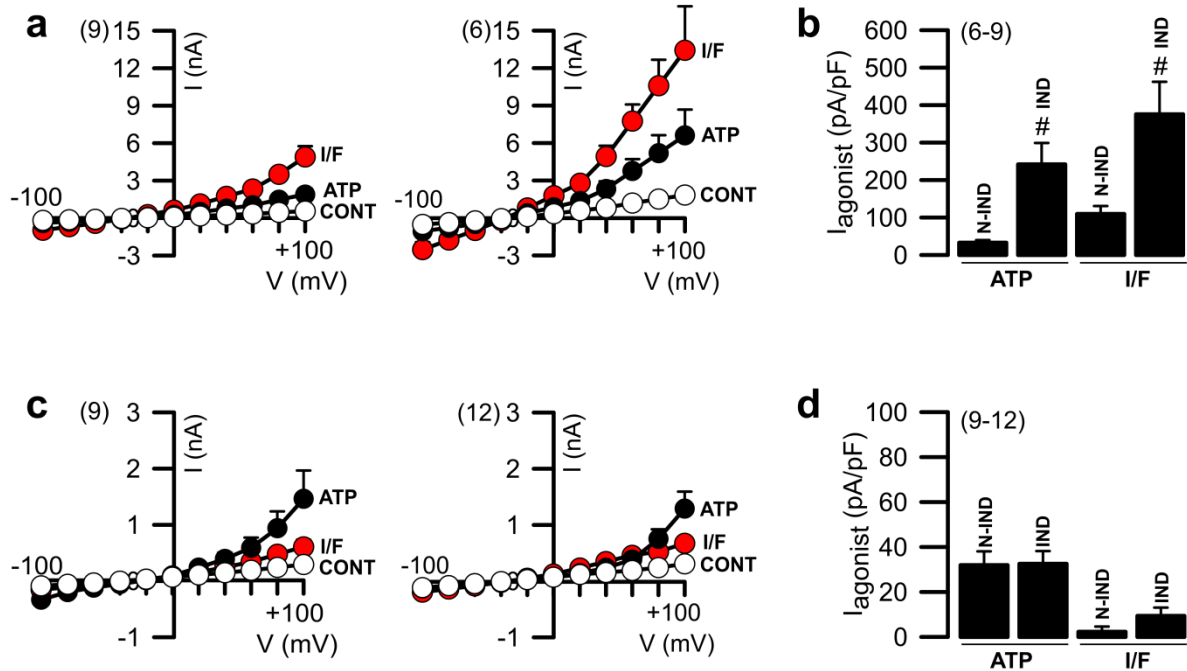 a
(9)
15
12
9
6
3
-3
I (nA)
-100
+100
V (mV)
I/F
ATP
CONT
(6)
15
12
9
6
3
-3
I (nA)
-100
+100
V (mV)
I/F
ATP
CONT
b
(6-9)
Iagonist (pA/pF)
600
500
400
300
200
100
0
N-IND
# IND
N-IND
# IND
ATP
I/F
c
(9)
3
2
1
-1
I (nA)
-100
+100
V (mV)
ATP
I/F
CONT
(12)
3
2
1
-1
I (nA)
-100
+100
V (mV)
ATP
I/F
CONT
d
(9-12)
Iagonist (pA/pF)
100
80
60
40
20
0
N-IND
IND
N-IND
IND
ATP
I/F